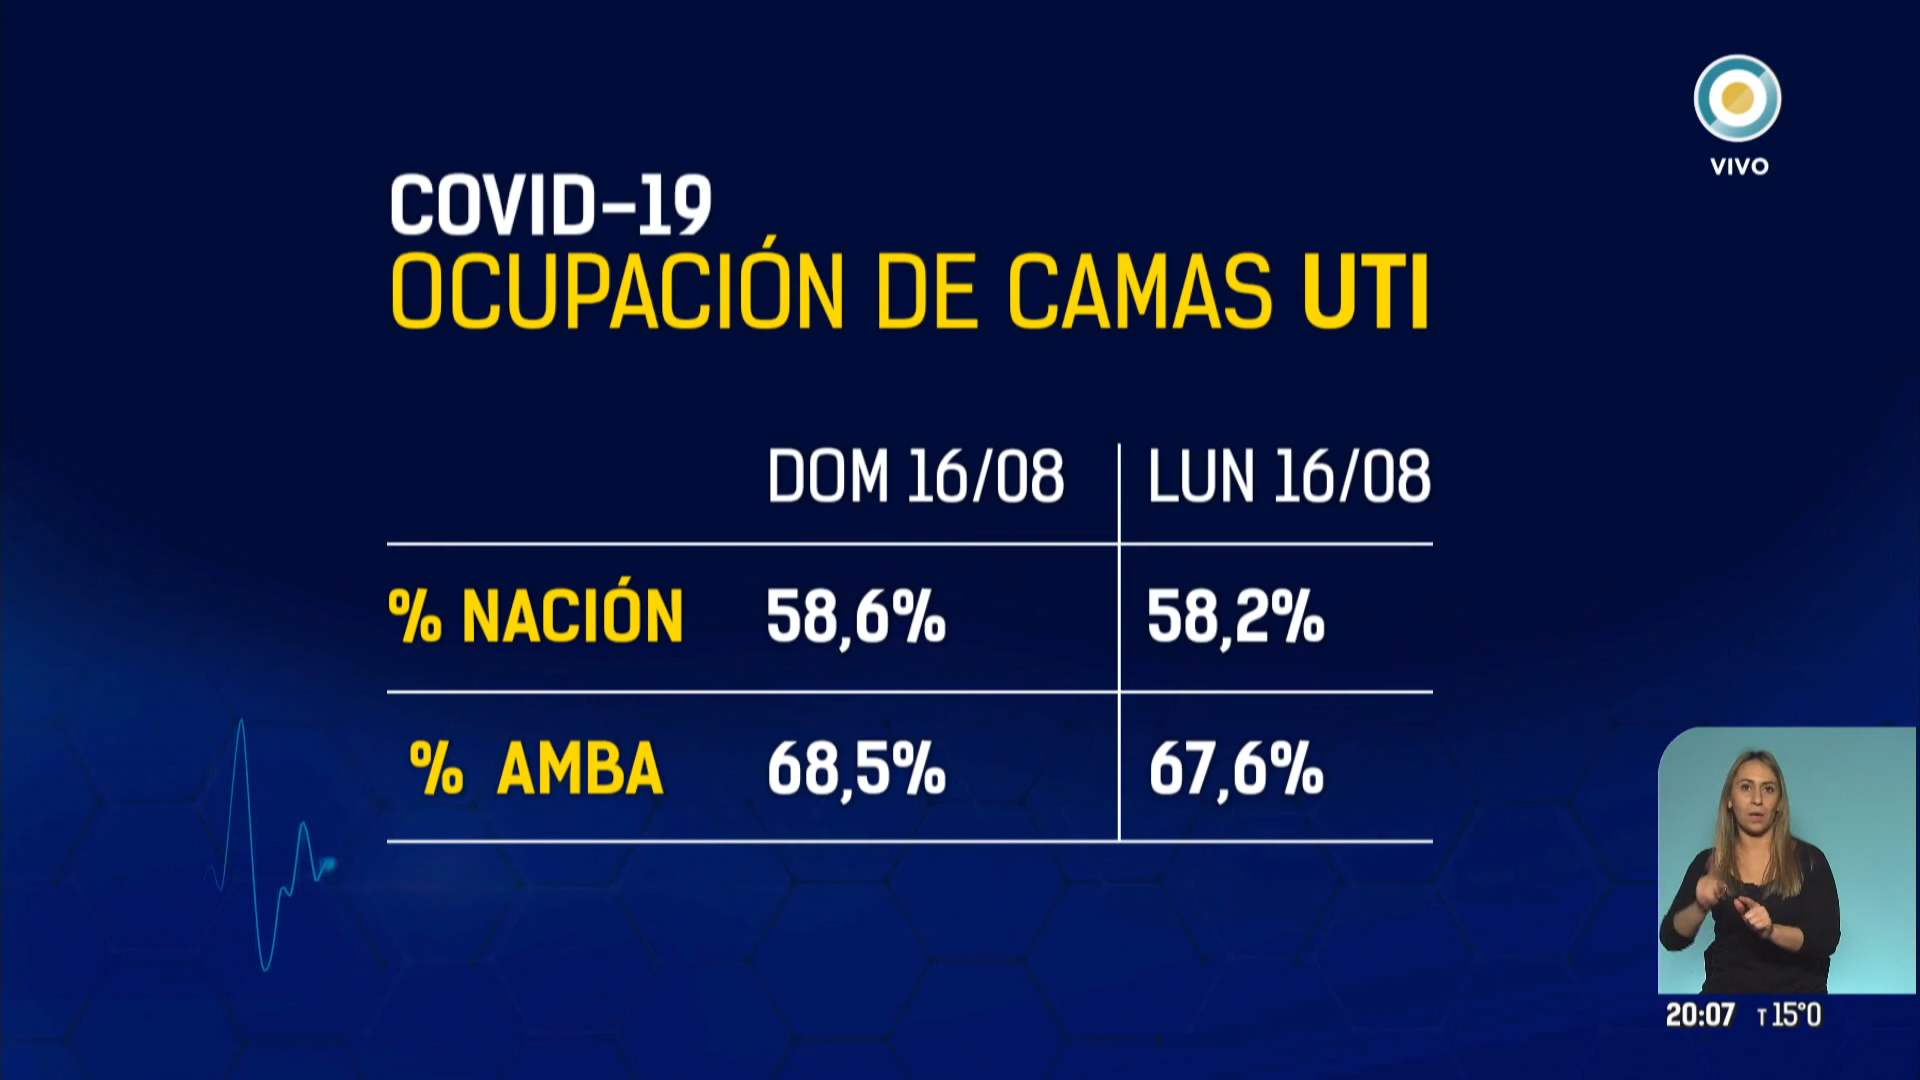 VIVO
COVID-19
OCUPACIÓN DE CAMAS UTI
DOM 16/08 LUN 16/08
% NACIÓN 58,6% 58,2%
% AMBA 68,5% 67,6%
20:07 T 15°0